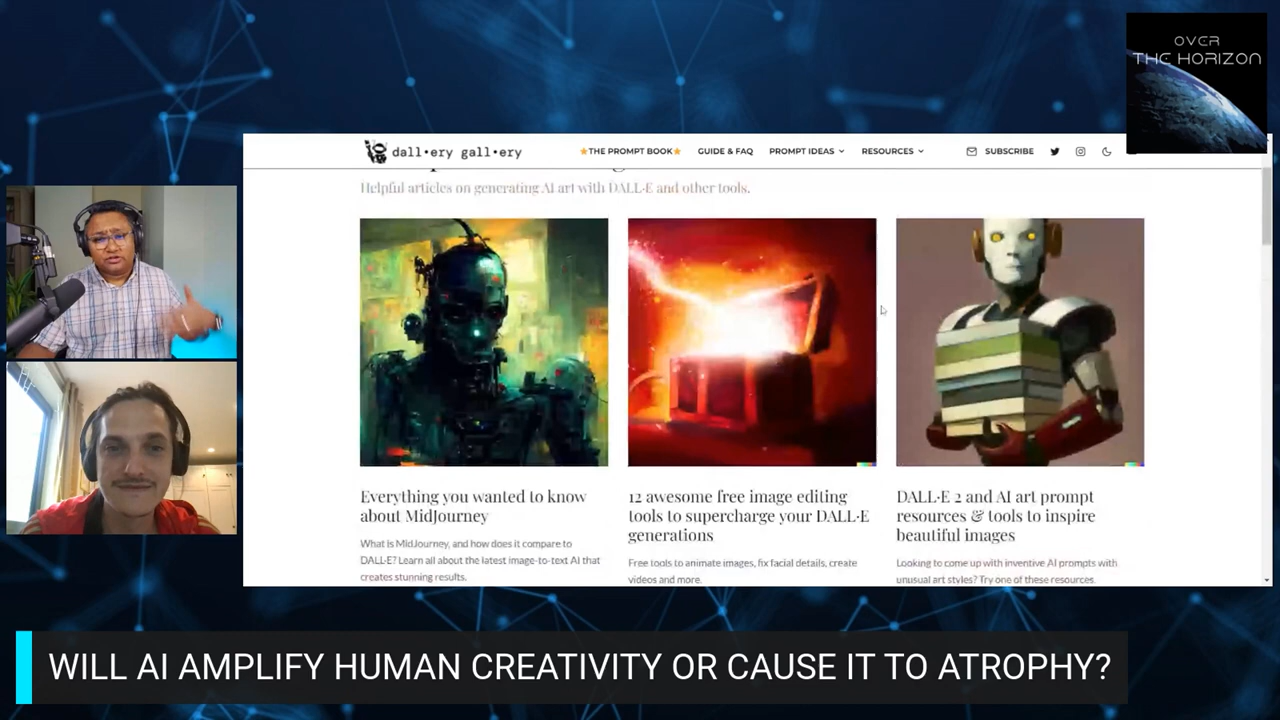 OVER
THE HORIZON
dall•ery gall•ery
⭐THE PROMPT BOOK⭐
GUIDE & FAQ
PROMPT IDEAS
RESOURCES
SUBSCRIBE
Helpful articles on generating AI art with DALL·E and other tools.
Everything you wanted to know
about MidJourney
What is MidJourney, and how does it compare to
DALL·E? Learn all about the latest image-to-text AI that
creates stunning results.
12 awesome free image editing
tools to supercharge your DALL·E
generations
Free tools to animate images, fix facial details, create
videos and more.
DALL·E 2 and AI art prompt
resources & tools to inspire
beautiful images
Looking to come up with inventive AI prompts with
unusual art styles? Try one of these resources.
WILL AI AMPLIFY HUMAN CREATIVITY OR CAUSE IT TO ATROPHY?